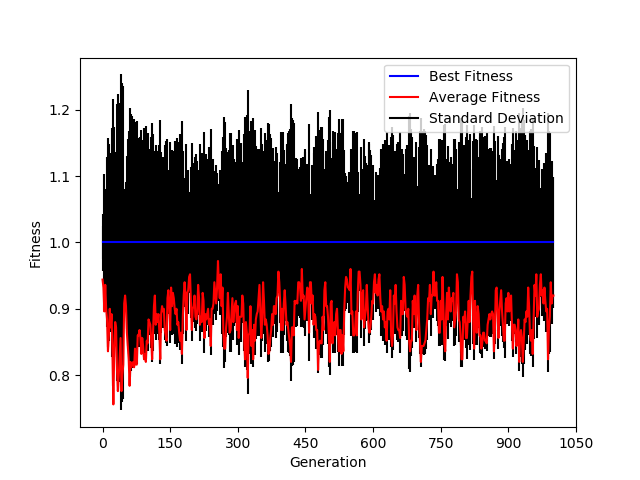 Best Fitness
Average Fitness
Standard Deviation
1.2
1.1
1.0
0.9
0.8
Fitness
0 150 300 450 600 750 900 1050
Generation